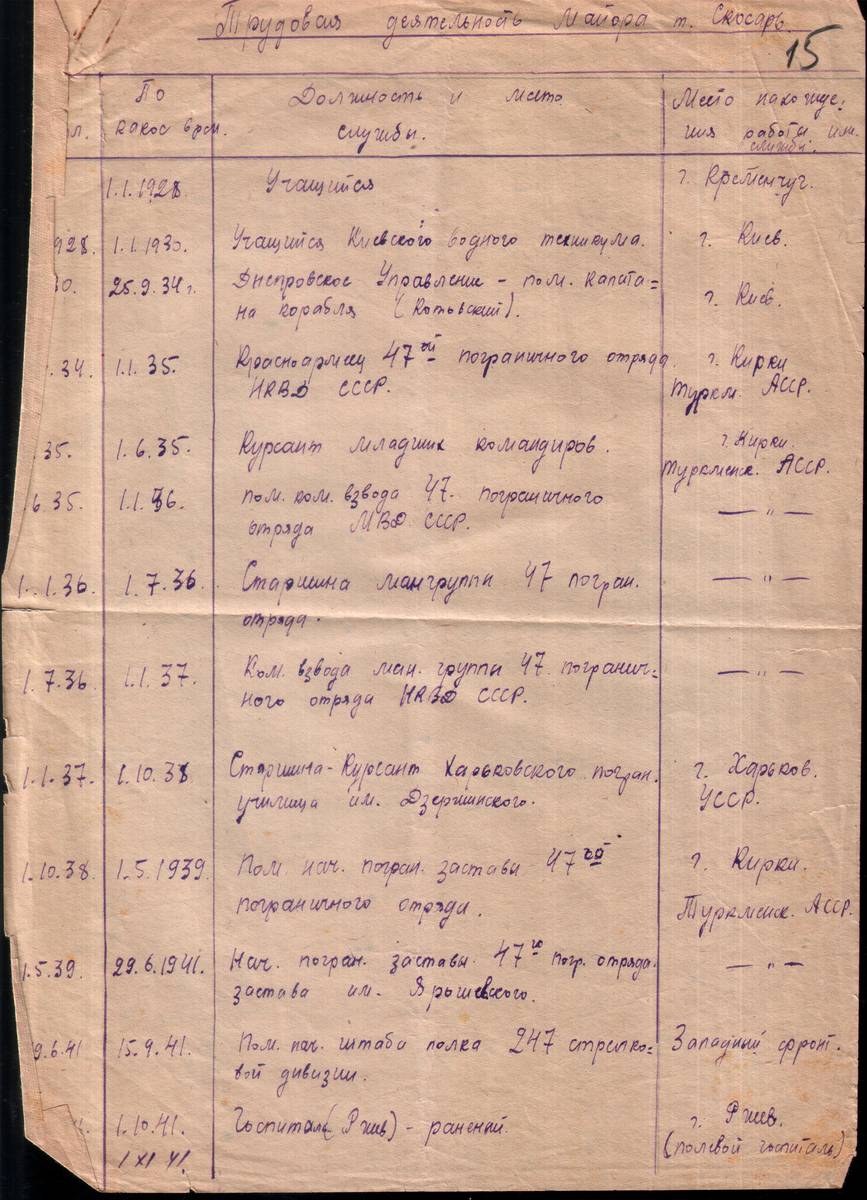 Трудовая деятельность майора т. Скосарь.
15
По
Должность и место
Место нахожде-
л. какое врем. службы. ния работы или
службы.
1.1.1928. Учащийся г. Кременчуг.
928. 1.1.1930. Учащийся Киевского водного техникума. г. Киев.
0. 25.9.34 г. Днепровское Управление - пом. капита=
на корабля (Котовский). г. Киев.
.34. 1.1.35. Красноармеец 47ой пограничного отряда г. Кирки
НКВД СССР. Туркм. АССР.
.35. 1.6.35. Курсант младших командиров. г. Кирки.
Туркменск. АССР.
6.35. 1.1.36. пом. ком. взвода 47. пограничного — " —
отряда МВД СССР.
1.1.36. 1.7.36. Старшина мангруппы 47 погран. — " —
отряда.
1.7.36. 1.1.37. Ком. взвода ман. группы 47 погранич= — " —
ного отряда НКВД СССР.
1.1.37. 1.10.38 Старшина-Курсант Харьковского погран. г. Харьков.
училища им. Дзержинского. УССР.
1.10.38. 1.5.1939. Пом. нач. погран. заставы 47го г. Кирки.
пограничного отряда. Туркменск. АССР.
1.5.39. 29.6.1941. Нач. погран. заставы 47го погр. отряда. — " —
застава им. Ярошевского.
9.6.41 15.9.41. Пом. нач. штаба полка 247 стрелко= Западный фронт.
вой дивизии.
1.10.41. Госпиталь (Ржев) - раненый. г. Ржев.
1 XI 41. (полевой госпиталь)